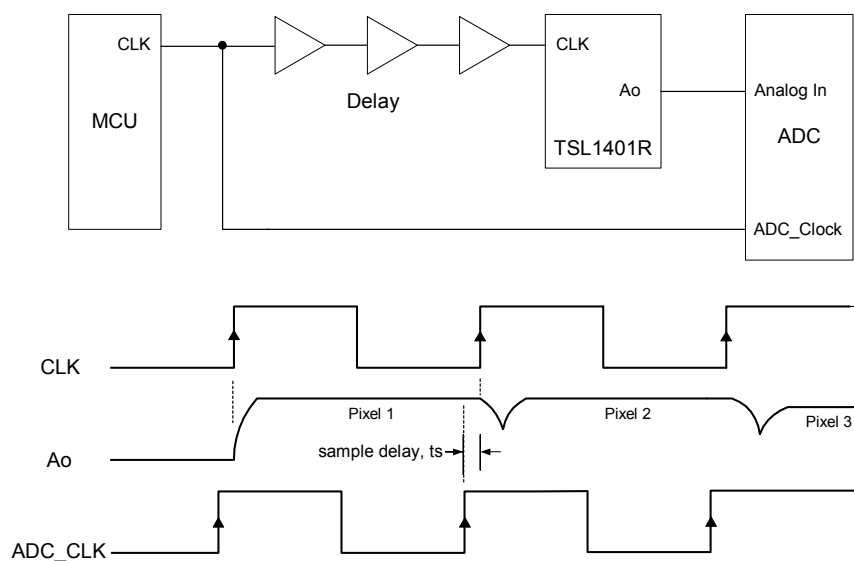 CLK
CLK
Delay
MCU
Ao
TSL1401R
Analog In
ADC
ADC_Clock
CLK
Pixel 1
Pixel 2
Pixel 3
Ao
sample delay, ts
ADC_CLK